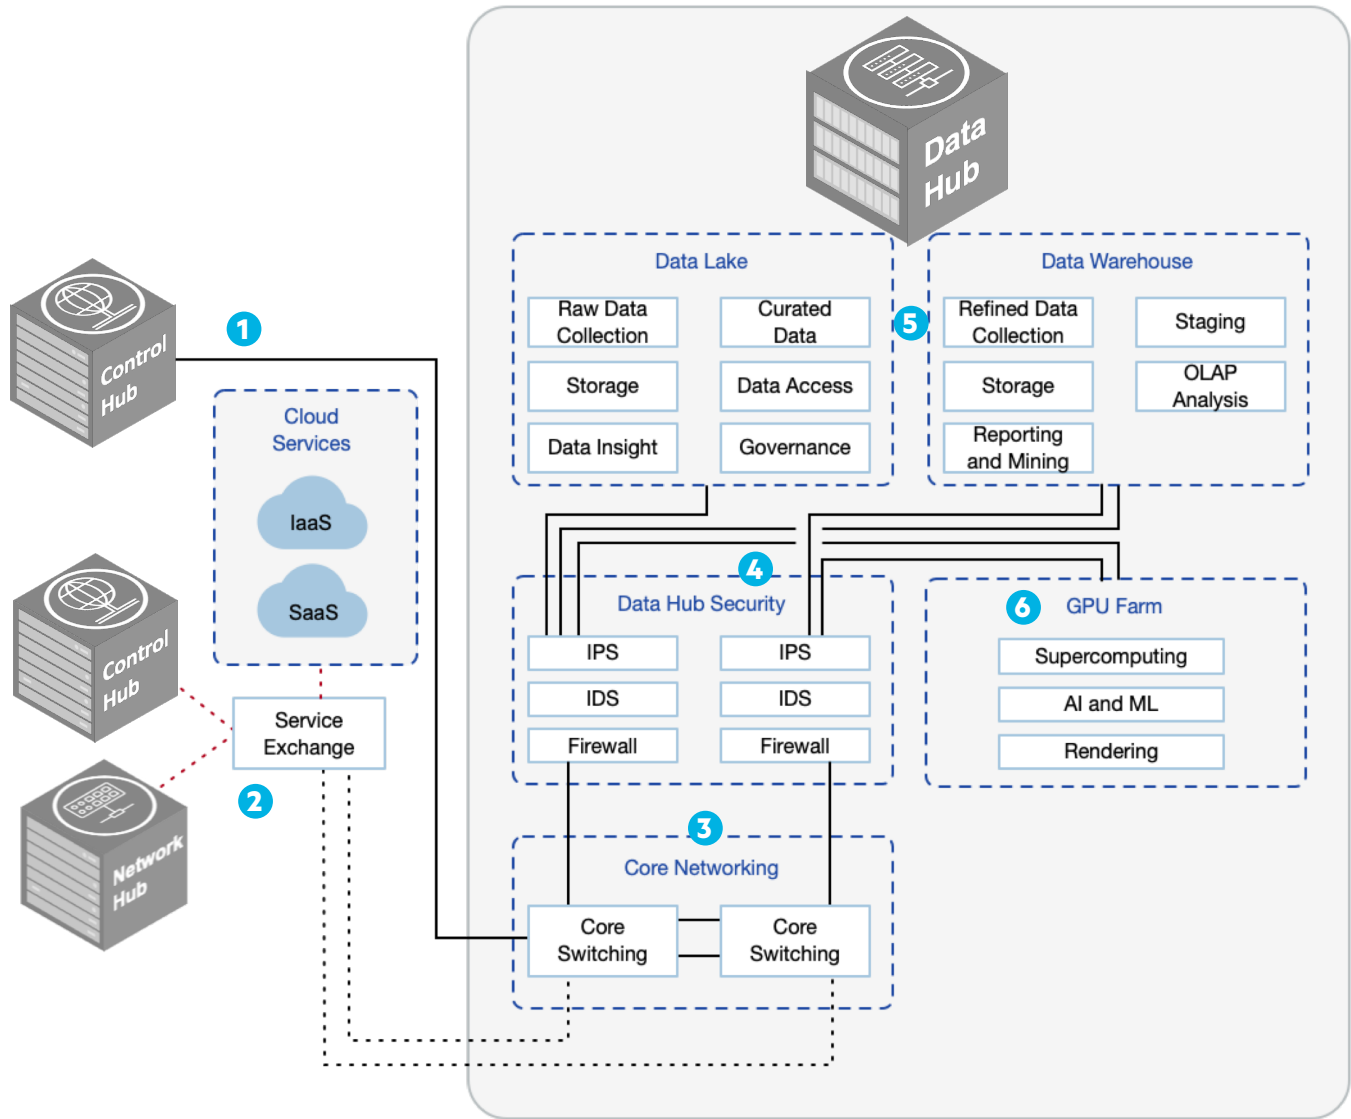 Data
Hub
Data Lake
Raw Data
Collection
Curated
Data
Storage
Data Access
Data Insight
Governance
5
Data Warehouse
Refined Data
Collection
Staging
Storage
OLAP
Analysis
Reporting
and Mining
Control
Hub
1
Cloud
Services
IaaS
SaaS
Control
Hub
Service
Exchange
2
Network
Hub
4
Data Hub Security
IPS
IPS
IDS
IDS
Firewall
Firewall
6
GPU Farm
Supercomputing
AI and ML
Rendering
3
Core Networking
Core
Switching
Core
Switching